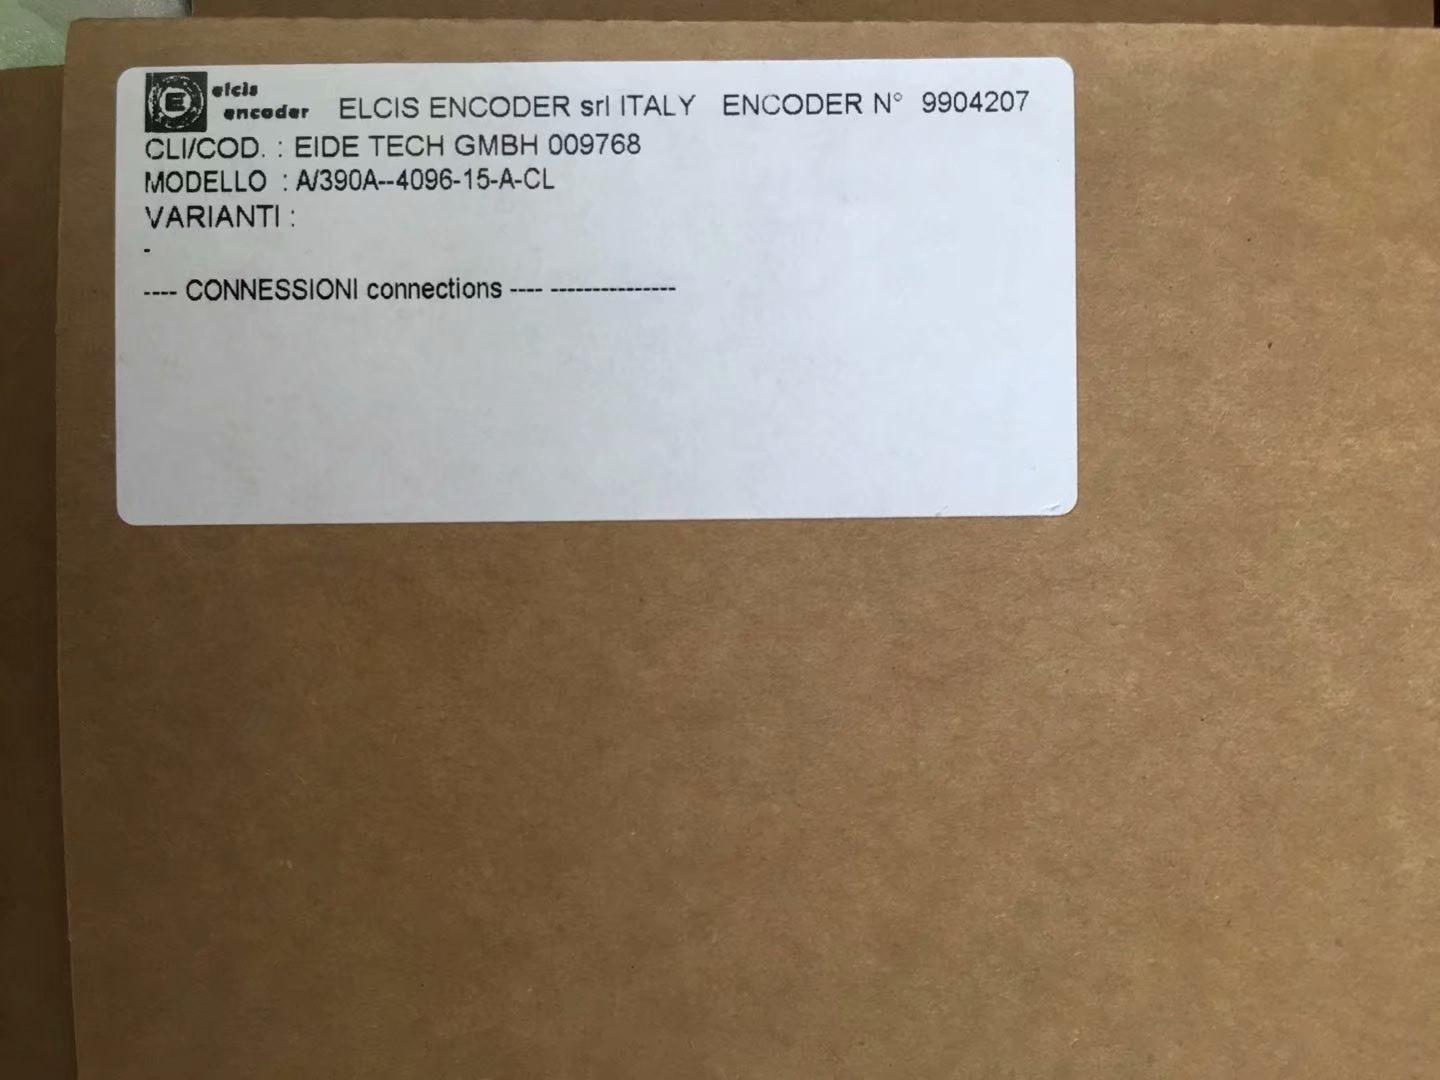 elcis
encoder ELCIS ENCODER srl ITALY ENCODER N° 9904207
CLI/COD. : EIDE TECH GMBH 009768
MODELLO : A/390A--4096-15-A-CL
VARIANTI :
-
---- CONNESSIONI connections ---- ---------------